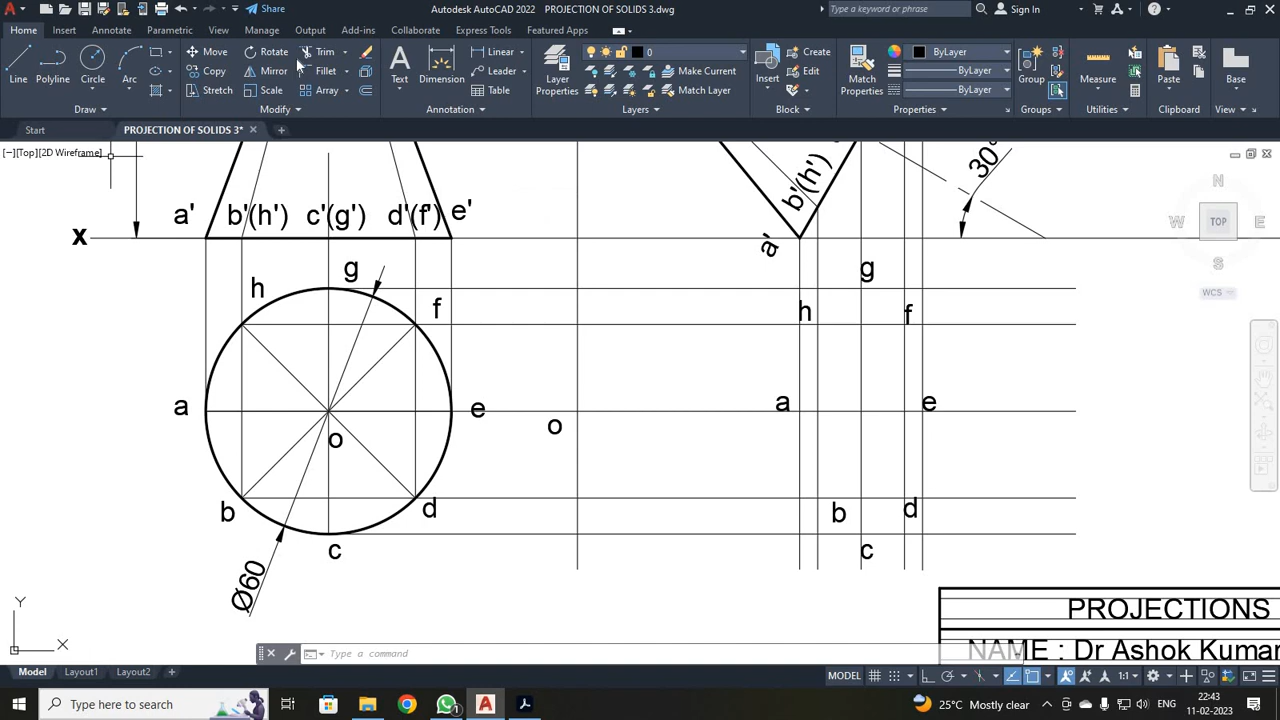 Share
Autodesk AutoCAD 2022 PROJECTION OF SOLIDS 3.dwg
Type a keyword or phrase
Sign In
Home Insert Annotate Parametric View Manage Output Add-ins Collaborate Express Tools Featured Apps
Line Polyline Circle Arc
Move Rotate Trim
Copy Mirror Fillet
Stretch Scale Array
Text Dimension
Linear
Leader
Table
Layer Properties
0
Make Current
Match Layer
Insert
Create
Edit
Match Properties
ByLayer
ByLayer
ByLayer
Group
Measure
Paste
Base
Draw Modify Annotation Layers Block Properties Groups Utilities Clipboard View
Start PROJECTION OF SOLIDS 3*
[−][Top][2D Wireframe]
N
W TOP E
S
WCS
30°
b'(h')
a' b'(h') c'(g') d'(f') e'
X
a'
g
h
f
a
e
o
b
d
c
Ø60
o
g
h
f
a
e
b
d
c
PROJECTIONS
NAME : Dr Ashok Kumar
Y
X
Type a command
Model Layout1 Layout2
MODEL
1:1
Type here to search
1
25°C Mostly clear
22:43
11-02-2023